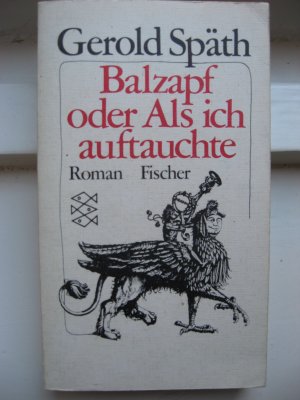 Gerold Späth
Balzapf
oder Als ich
auftauchte
Roman Fischer